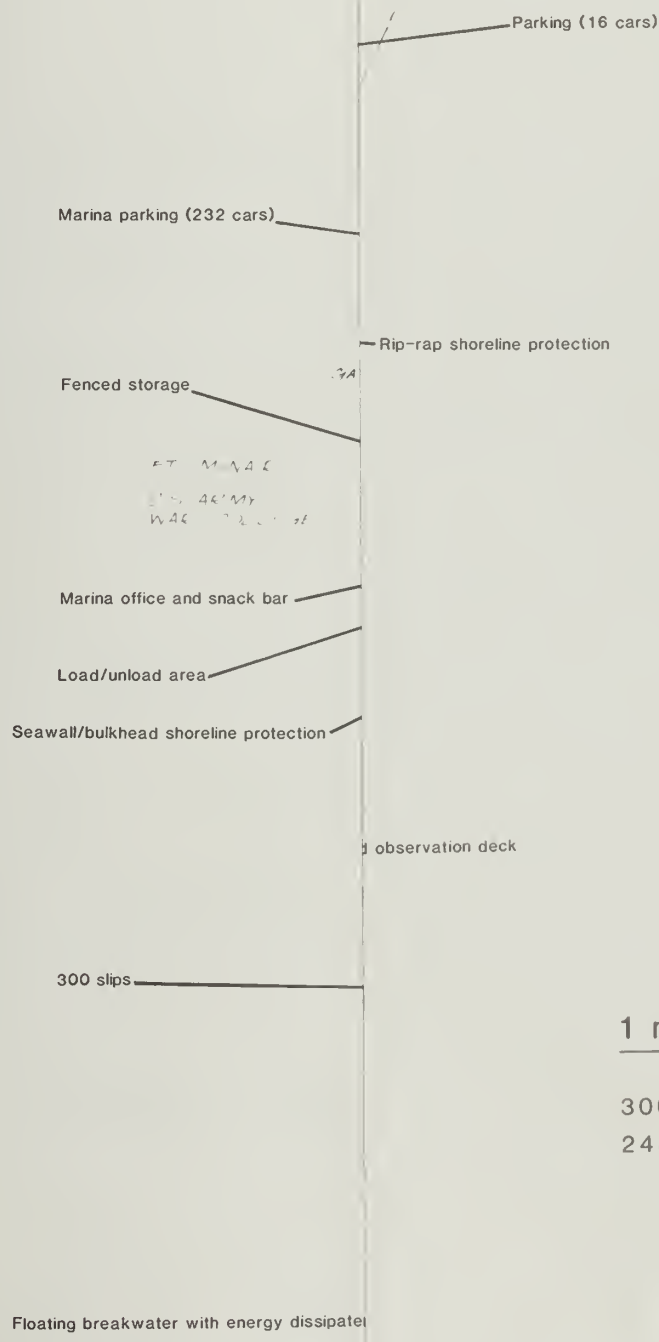 Parking (16 cars)
Marina parking (232 cars)
Rip-rap shoreline protection
Fenced storage
Marina office and snack bar
Load/unload area
Seawall/bulkhead shoreline protection
observation deck
300 slips
1
300
24
Floating breakwater with energy